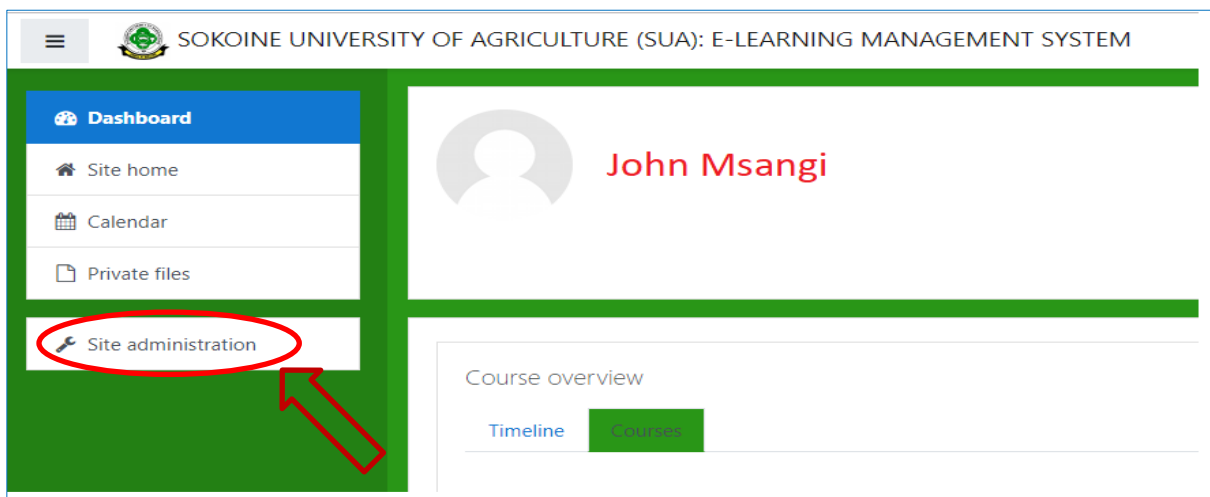 SOKOINE UNIVERSITY OF AGRICULTURE (SUA): E-LEARNING MANAGEMENT SYSTEM
Dashboard
Site home
Calendar
Private files
Site administration
John Msangi
Course overview
Timeline Courses